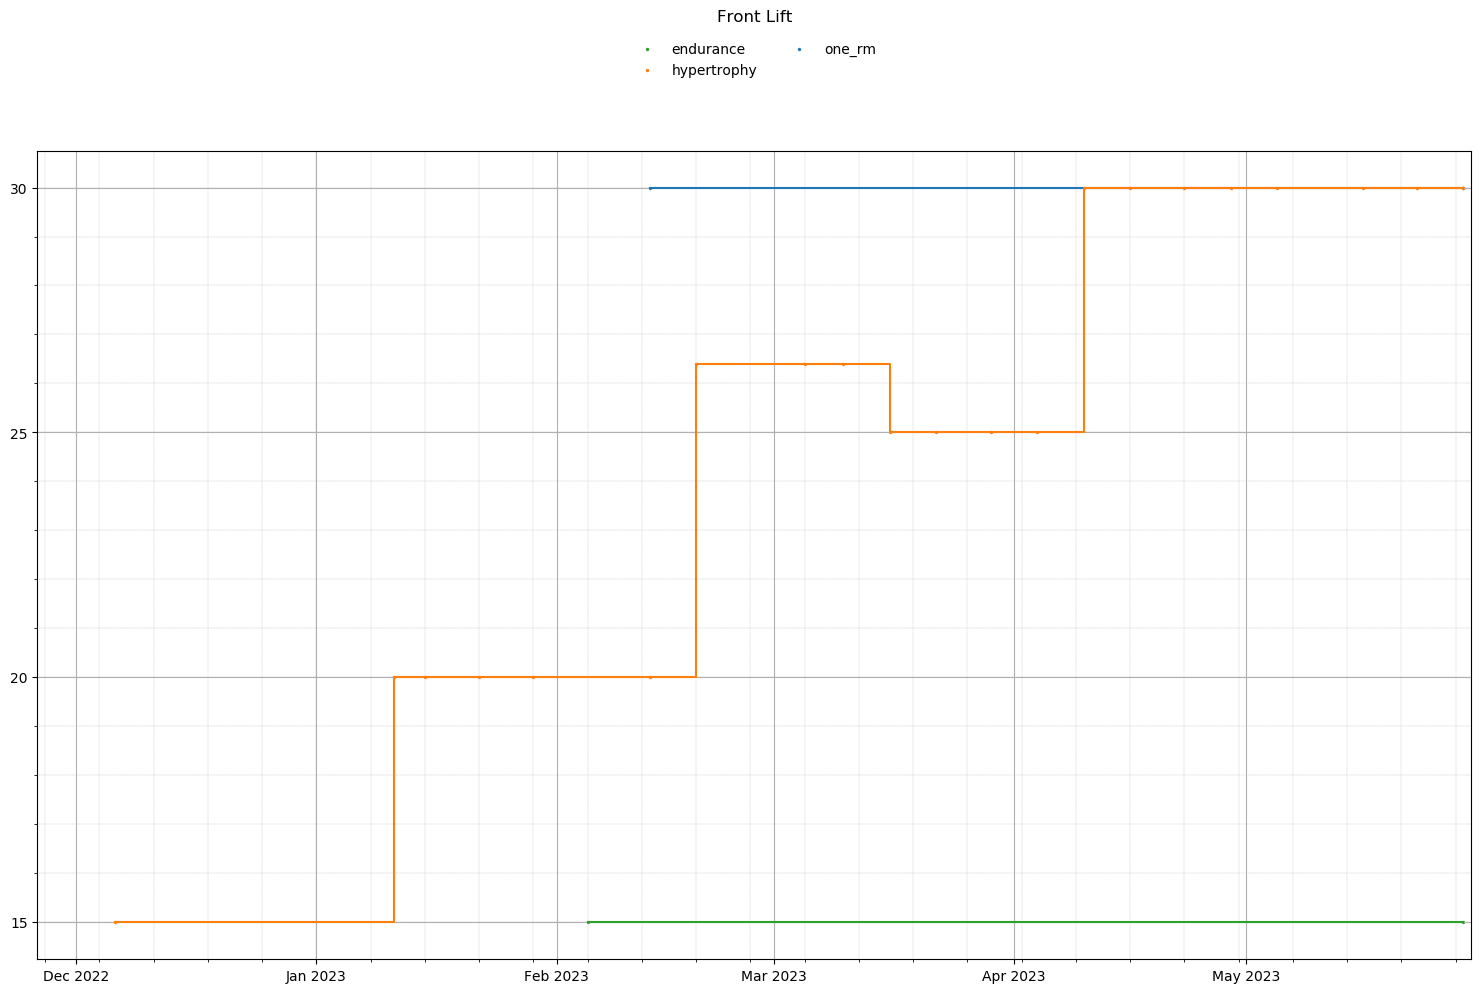 Front Lift
endurance
hypertrophy
one_rm
30
25
20
15
Dec 2022
Jan 2023
Feb 2023
Mar 2023
Apr 2023
May 2023